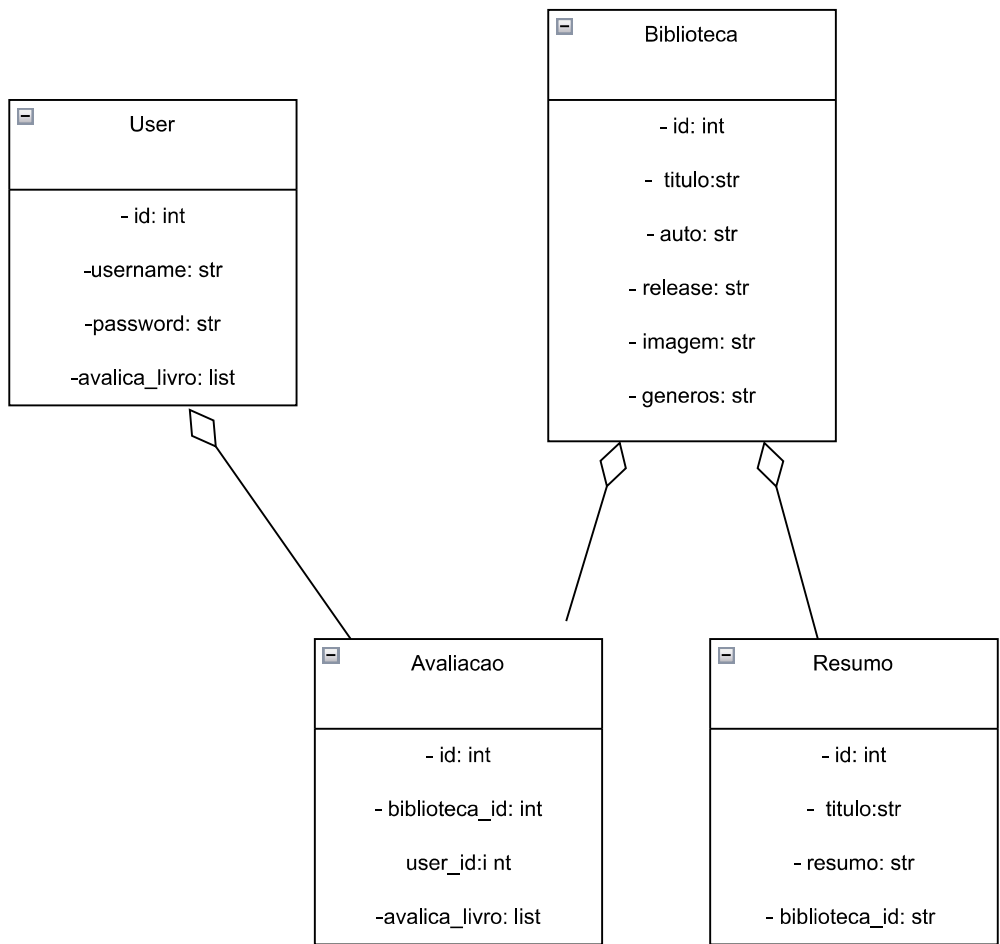 User
- id: int
-username: str
-password: str
-avalica_livro: list
Biblioteca
- id: int
- titulo:str
- auto: str
- release: str
- imagem: str
- generos: str
Avaliacao
- id: int
- biblioteca_id: int
user_id:i nt
-avalica_livro: list
Resumo
- id: int
- titulo:str
- resumo: str
- biblioteca_id: str